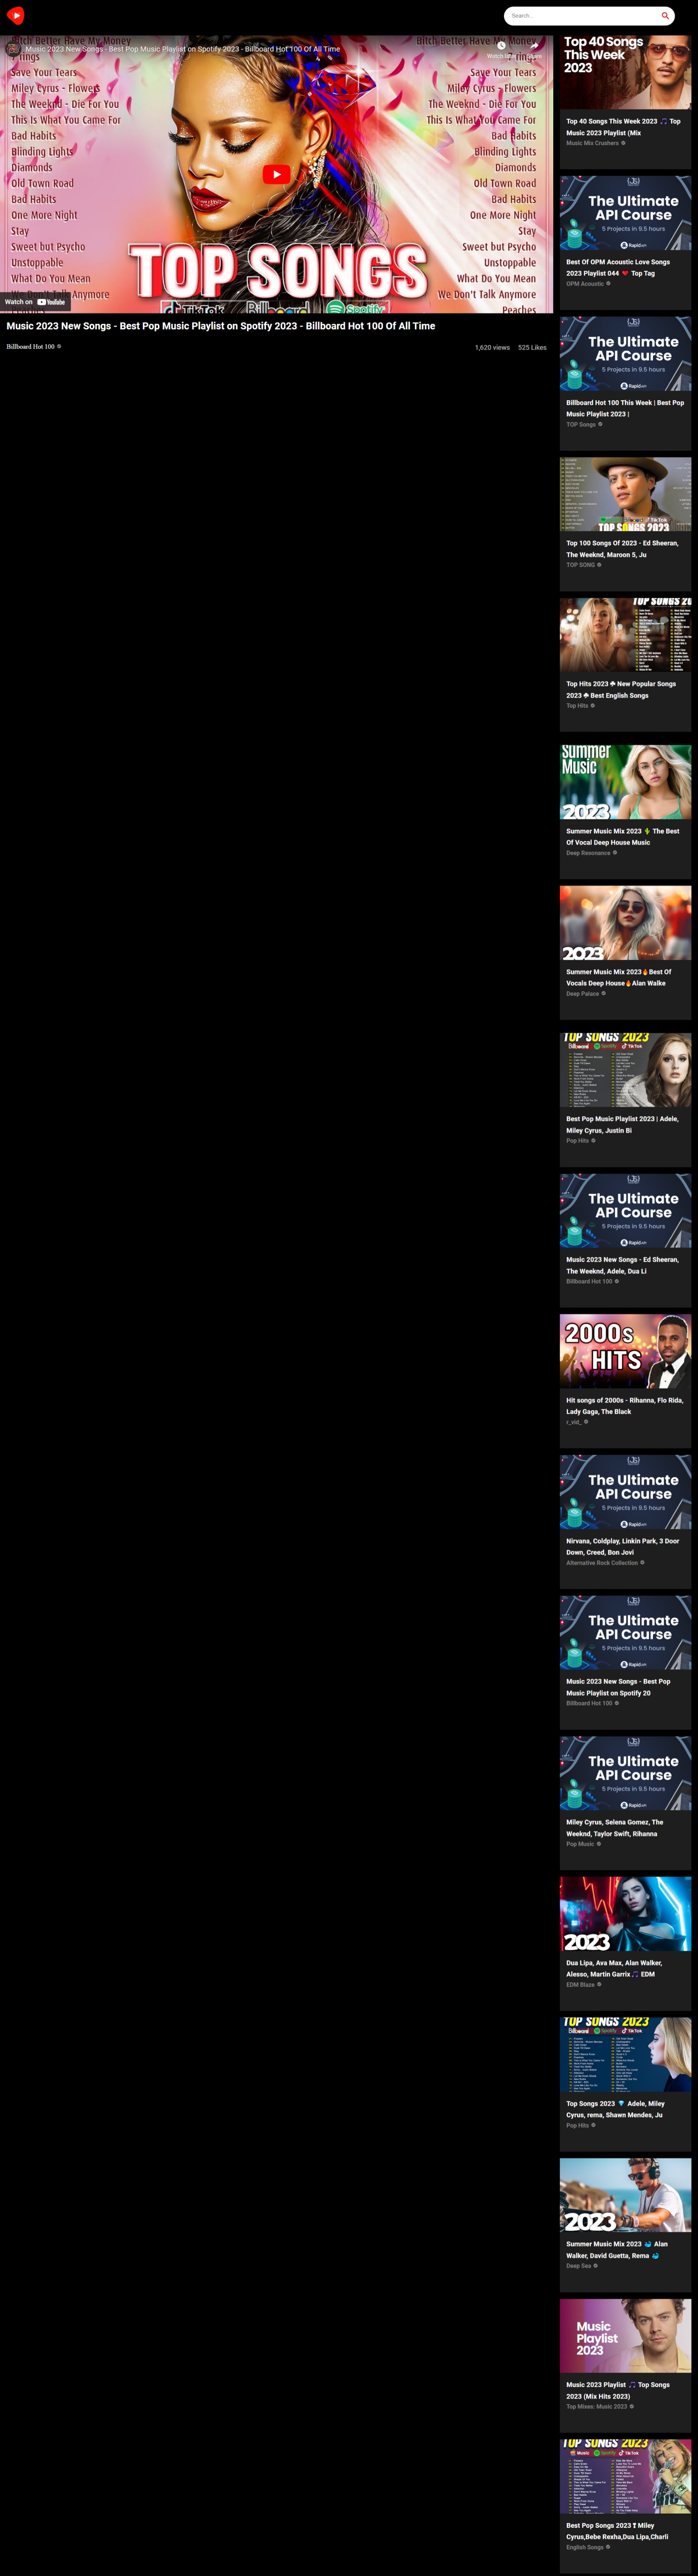 Search...
Music 2023 New Songs - Best Pop Music Playlist on Spotify 2023 - Billboard Hot 100 Of All Time
Watch later
Share
Bitch Better Have My Money
Save Your Tears
Miley Cyrus - Flowers
The Weeknd - Die For You
This Is What You Came For
Bad Habits
Blinding Lights
Diamonds
Old Town Road
Bad Habits
One More Night
Stay
Sweet but Psycho
Unstoppable
What Do You Mean
We Don't Talk Anymore
Bitch Better Have My Money
Save Your Tears
Miley Cyrus - Flowers
The Weeknd - Die For You
This Is What You Came For
Bad Habits
Blinding Lights
Diamonds
Old Town Road
Bad Habits
One More Night
Stay
Sweet but Psycho
Unstoppable
What Do You Mean
We Don't Talk Anymore
Peaches
TOP SONGS
TikTok Billboard Spotify
Watch on YouTube
Music 2023 New Songs - Best Pop Music Playlist on Spotify 2023 - Billboard Hot 100 Of All Time
Billboard Hot 100
1,620 views 525 Likes
Top 40 Songs
This Week
2023
Top 40 Songs This Week 2023 🎵 Top
Music 2023 Playlist (Mix
Music Mix Crushers
The Ultimate
API Course
5 Projects in 9.5 hours
Rapid API
Best Of OPM Acoustic Love Songs
2023 Playlist 044 ❤️ Top Tag
OPM Acoustic
The Ultimate
API Course
5 Projects in 9.5 hours
Rapid API
Billboard Hot 100 This Week | Best Pop
Music Playlist 2023 |
TOP Songs
TikTok
TOP SONGS 2023
Top 100 Songs Of 2023 - Ed Sheeran,
The Weeknd, Maroon 5, Ju
TOP SONG
TOP SONGS 20
Top Hits 2023 🌩 New Popular Songs
2023 🌩 Best English Songs
Top Hits
Summer
Music
2023
Summer Music Mix 2023 🌵 The Best
Of Vocal Deep House Music
Deep Resonance
2023
Summer Music Mix 2023🔥Best Of
Vocals Deep House🔥Alan Walke
Deep Palace
TOP SONGS 2023
Billboard Spotify TikTok
Best Pop Music Playlist 2023 | Adele,
Miley Cyrus, Justin Bi
Pop Hits
The Ultimate
API Course
5 Projects in 9.5 hours
Rapid API
Music 2023 New Songs - Ed Sheeran,
The Weeknd, Adele, Dua Li
Billboard Hot 100
2000s
HITS
Hit songs of 2000s - Rihanna, Flo Rida,
Lady Gaga, The Black
r_vid_
The Ultimate
API Course
5 Projects in 9.5 hours
Rapid API
Nirvana, Coldplay, Linkin Park, 3 Door
Down, Creed, Bon Jovi
Alternative Rock Collection
The Ultimate
API Course
5 Projects in 9.5 hours
Rapid API
Music 2023 New Songs - Best Pop
Music Playlist on Spotify 20
Billboard Hot 100
The Ultimate
API Course
5 Projects in 9.5 hours
Rapid API
Miley Cyrus, Selena Gomez, The
Weeknd, Taylor Swift, Rihanna
Pop Music
2023
Dua Lipa, Ava Max, Alan Walker,
Alesso, Martin Garrix🎵 EDM
EDM Blaze
TOP SONGS 2023
Billboard Spotify TikTok
Top Songs 2023 💎 Adele, Miley
Cyrus, rema, Shawn Mendes, Ju
Pop Hits
2023
Summer Music Mix 2023 🐳 Alan
Walker, David Guetta, Rema 🐳
Deep Sea
Music
Playlist
2023
Music 2023 Playlist 🎵 Top Songs
2023 (Mix Hits 2023)
Top Mixes: Music 2023
TOP SONGS 2023
Music Spotify TikTok
Best Pop Songs 2023 ❣ Miley
Cyrus,Bebe Rexha,Dua Lipa,Charli
English Songs